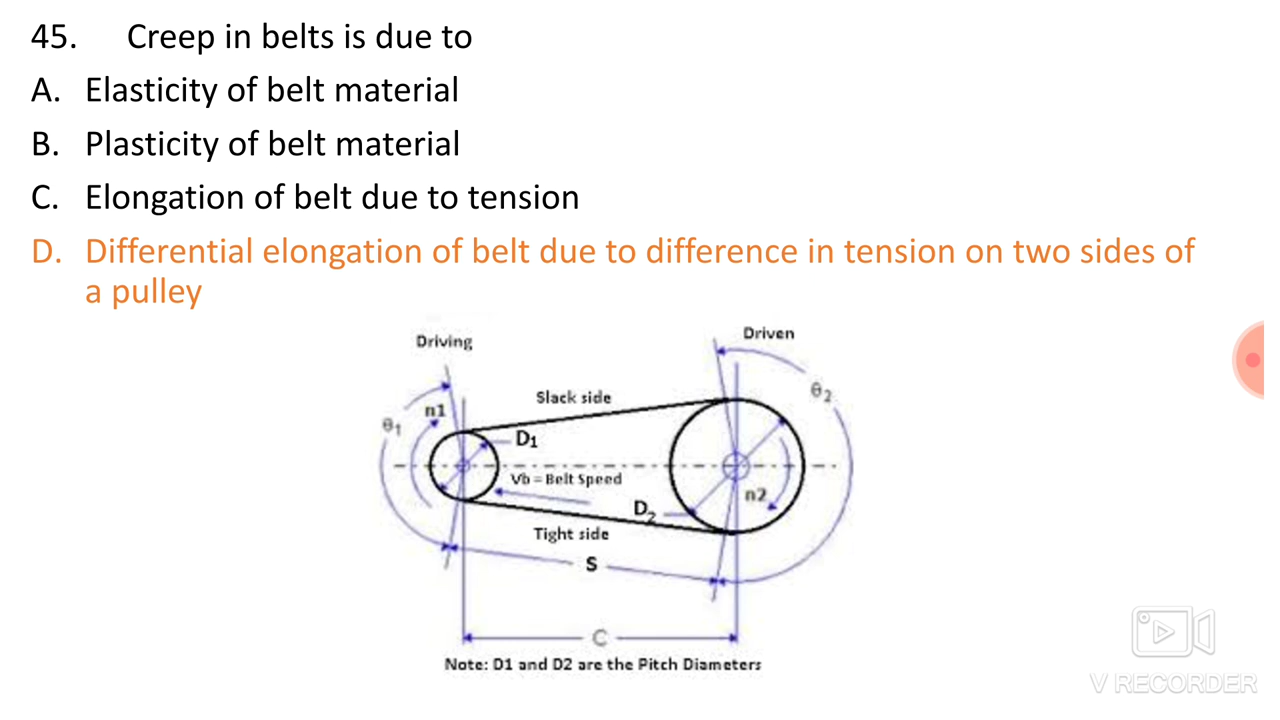 45. Creep in belts is due to
A. Elasticity of belt material
B. Plasticity of belt material
C. Elongation of belt due to tension
D. Differential elongation of belt due to difference in tension on two sides of
a pulley
Driving
Driven
Slack side
θ2
n1
θ1
D1
Vb = Belt Speed
n2
D2
Tight side
S
C
Note: D1 and D2 are the Pitch Diameters
V RECORDER